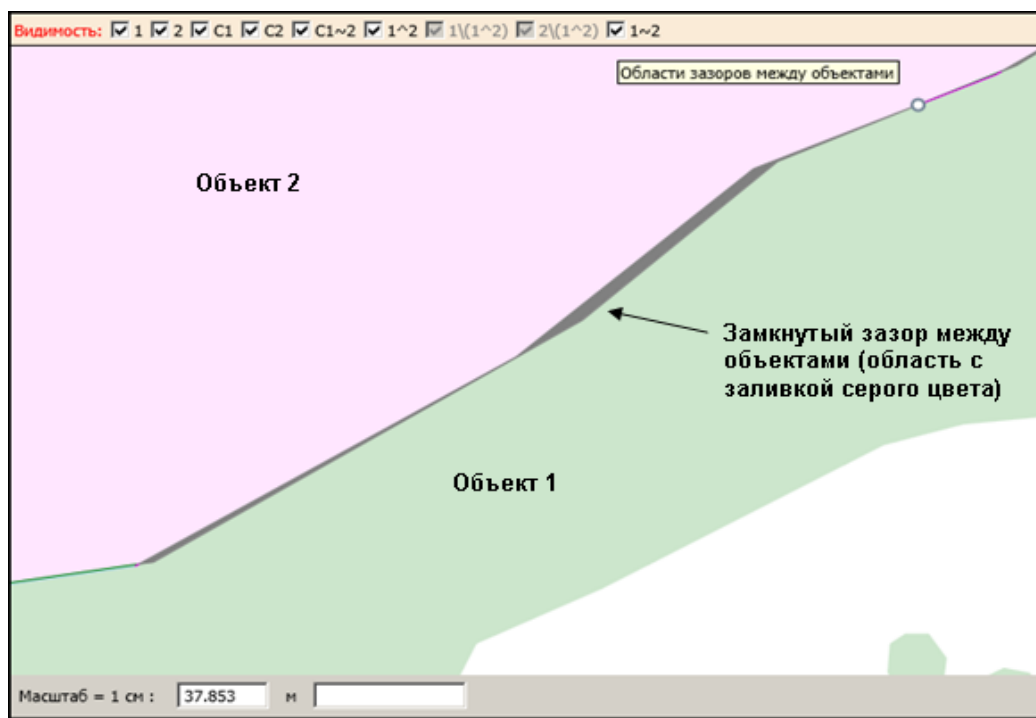 Видимость: 1 2 C1 C2 C1~2 1^2 1\(1^2) 2\(1^2) 1~2
Области зазоров между объектами
Объект 2
Замкнутый зазор между
объектами (область с
заливкой серого цвета)
Объект 1
Масштаб = 1 см : 37.853 м